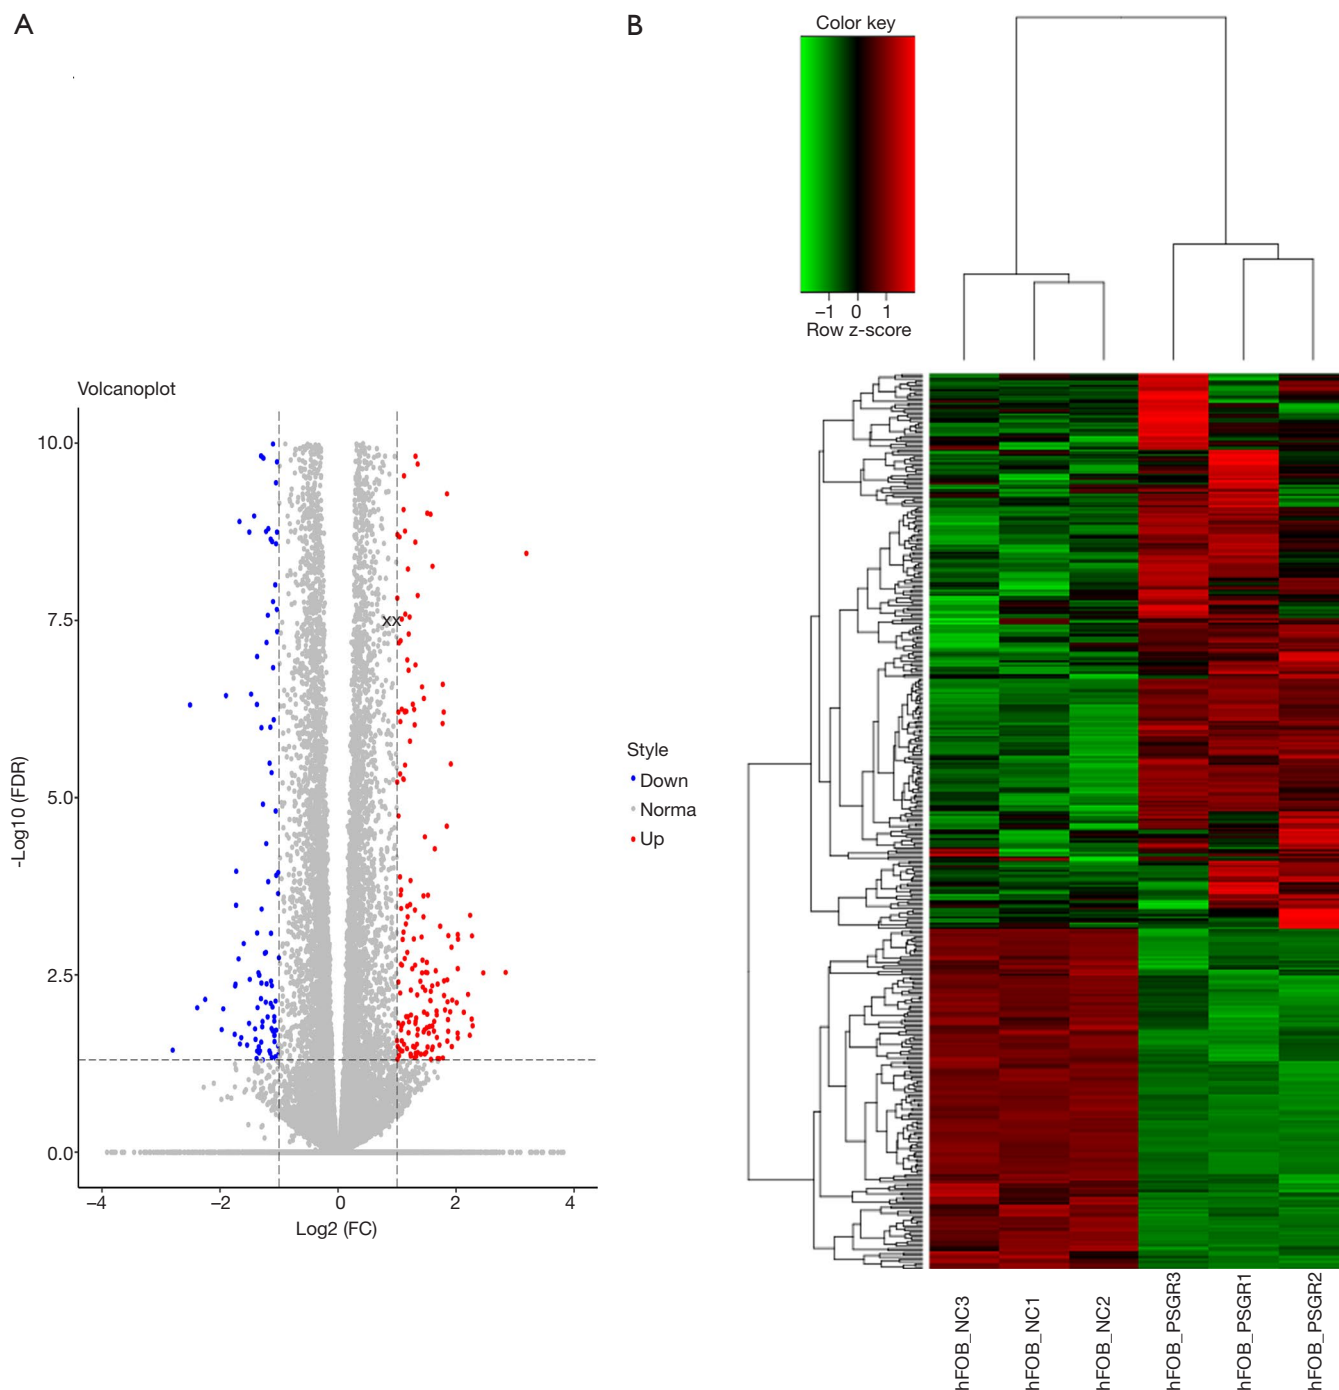 A
B
Color key
−1 0 1
Row z-score
Volcanoplot
10.0
7.5
5.0
2.5
0.0
-Log10 (FDR)
xx
−4 −2 0 2 4
Log2 (FC)
Style
Down
Norma
Up
hFOB_NC3
hFOB_NC1
hFOB_NC2
hFOB_PSGR3
hFOB_PSGR1
hFOB_PSGR2